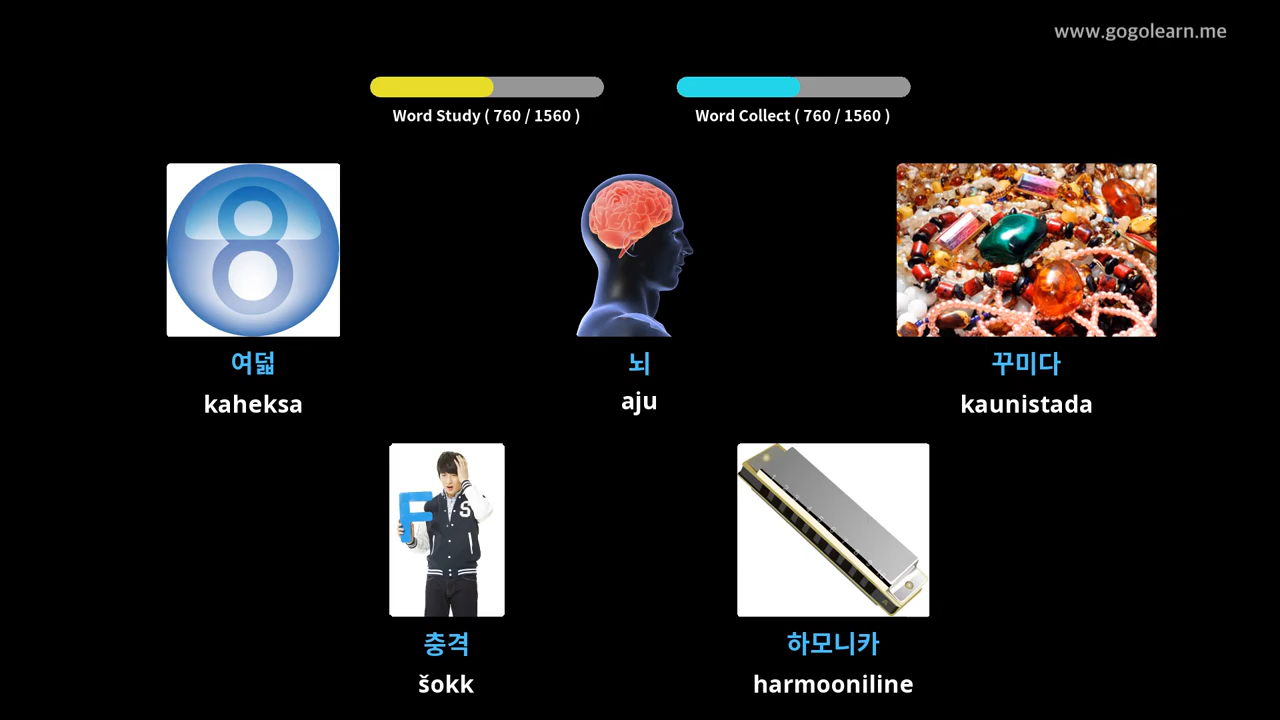 www.gogolearn.me
Word Study ( 760 / 1560 )
Word Collect ( 760 / 1560 )
8
여덟
kaheksa
뇌
aju
꾸미다
kaunistada
F
S
충격
šokk
하모니카
harmooniline